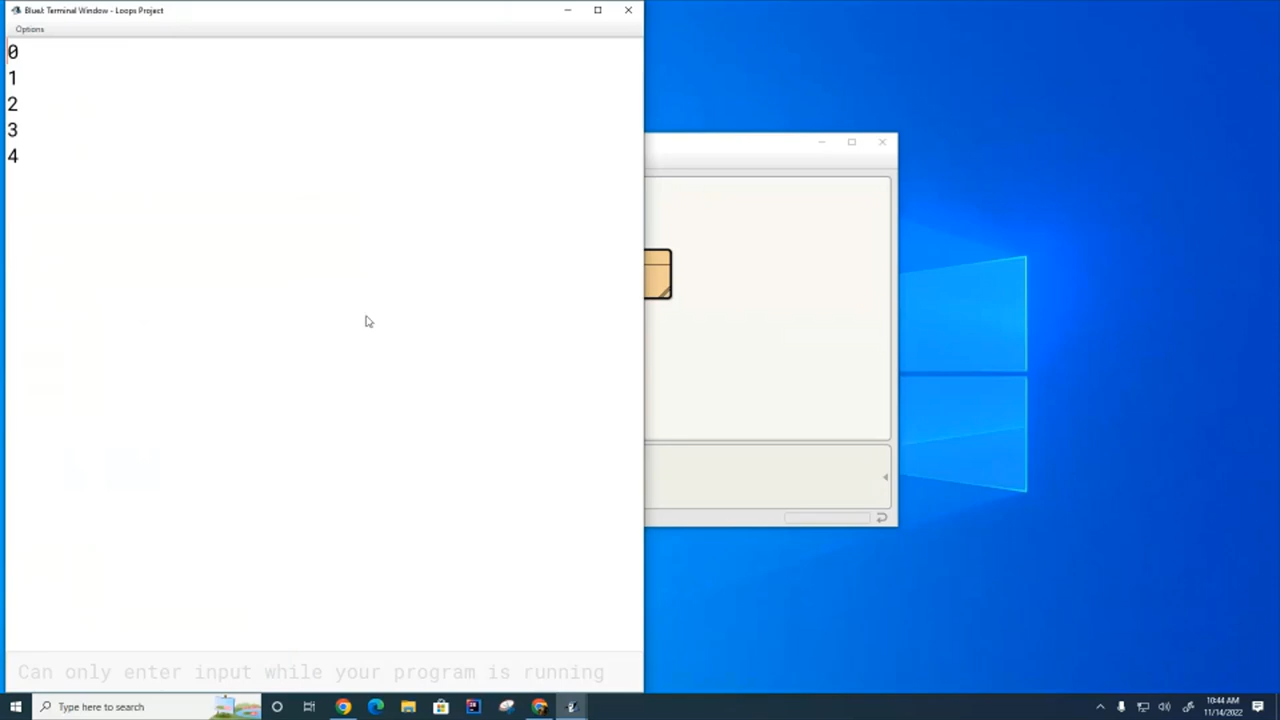 BlueJ: Terminal Window - Loops Project
Options
0
1
2
3
4
Can only enter input while your program is running
Type here to search
10:44 AM
11/14/2022